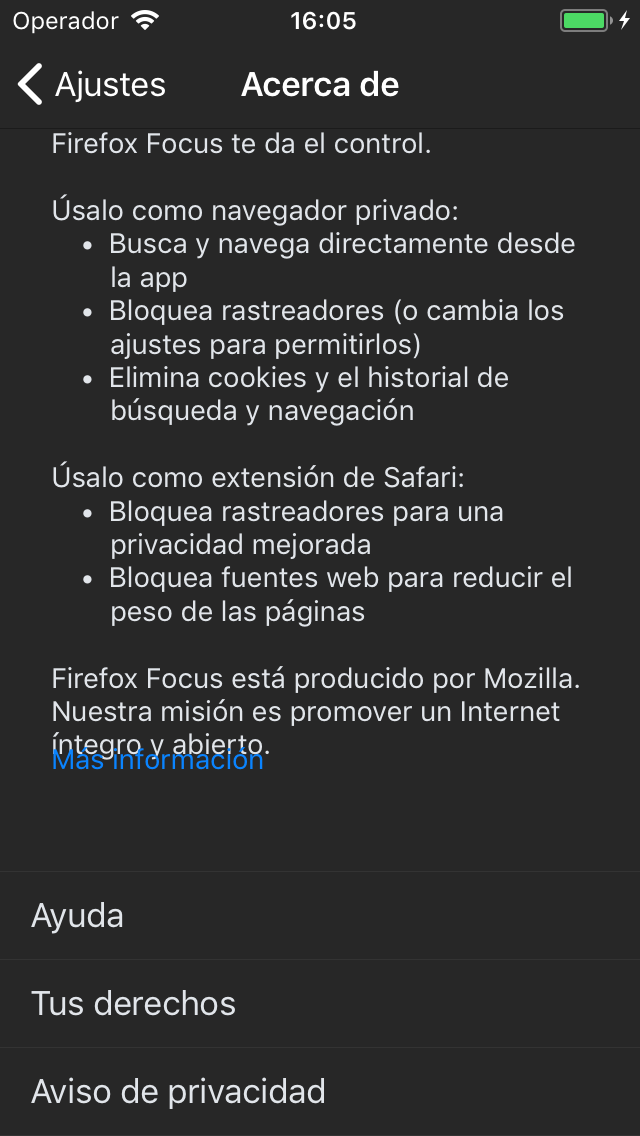 Operador 16:05
Ajustes Acerca de
Firefox Focus te da el control.
Úsalo como navegador privado:
• Busca y navega directamente desde
la app
• Bloquea rastreadores (o cambia los
ajustes para permitirlos)
• Elimina cookies y el historial de
búsqueda y navegación
Úsalo como extensión de Safari:
• Bloquea rastreadores para una
privacidad mejorada
• Bloquea fuentes web para reducir el
peso de las páginas
Firefox Focus está producido por Mozilla.
Nuestra misión es promover un Internet
íntegro y abierto.
Más información
Ayuda
Tus derechos
Aviso de privacidad